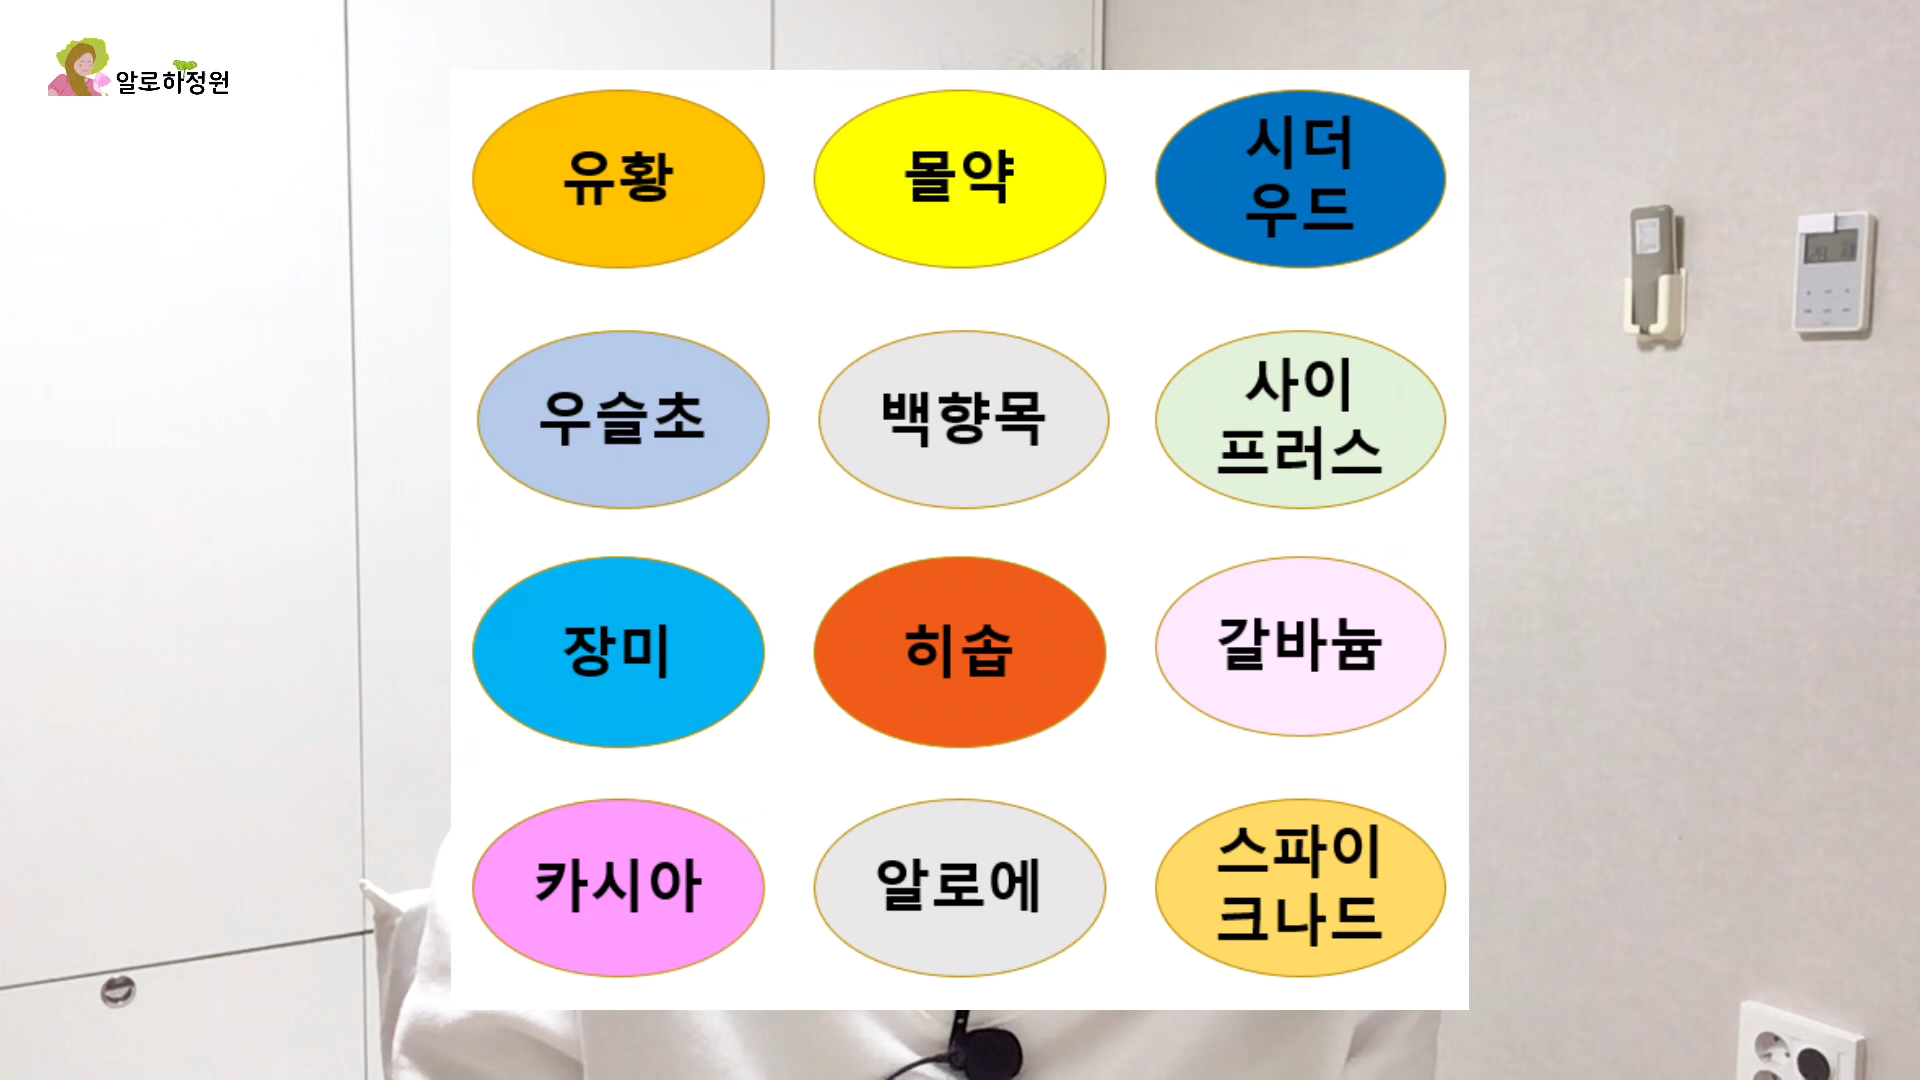 알로하정원
유황
몰약
시더
우드
우슬초
백향목
사이
프러스
장미
히솝
갈바늄
카시아
알로에
스파이
크나드